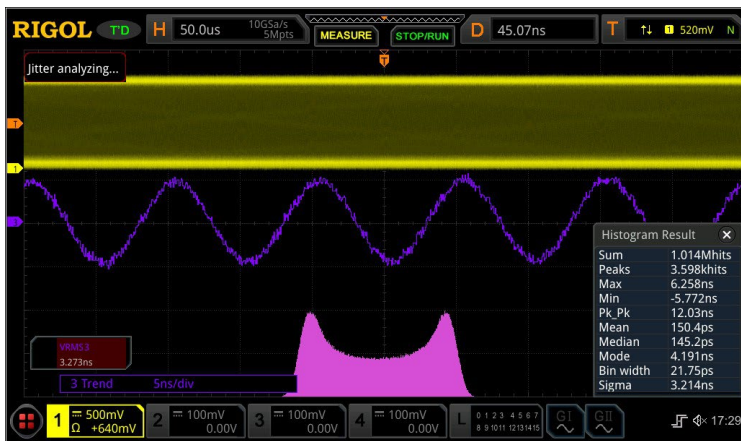 RIGOL T'D H 50.0us 10GSa/s 5Mpts MEASURE STOP/RUN D 45.07ns T 1 520mV N
Jitter analyzing...
T
T
1
3
Histogram Result ×
Sum 1.014Mhits
Peaks 3.598khits
Max 6.258ns
Min -5.772ns
Pk_Pk 12.03ns
Mean 150.4ps
Median 145.2ps
Mode 4.191ns
Bin width 21.75ps
Sigma 3.214ns
VRMS3
3.273ns
3 Trend 5ns/div
1 500mV Ω +640mV
2 100mV 0.00V
3 100mV 0.00V
4 100mV 0.00V
L 0 1 2 3 4 5 6 7
8 9 10 11 12 13 14 15
GI GII
17:29